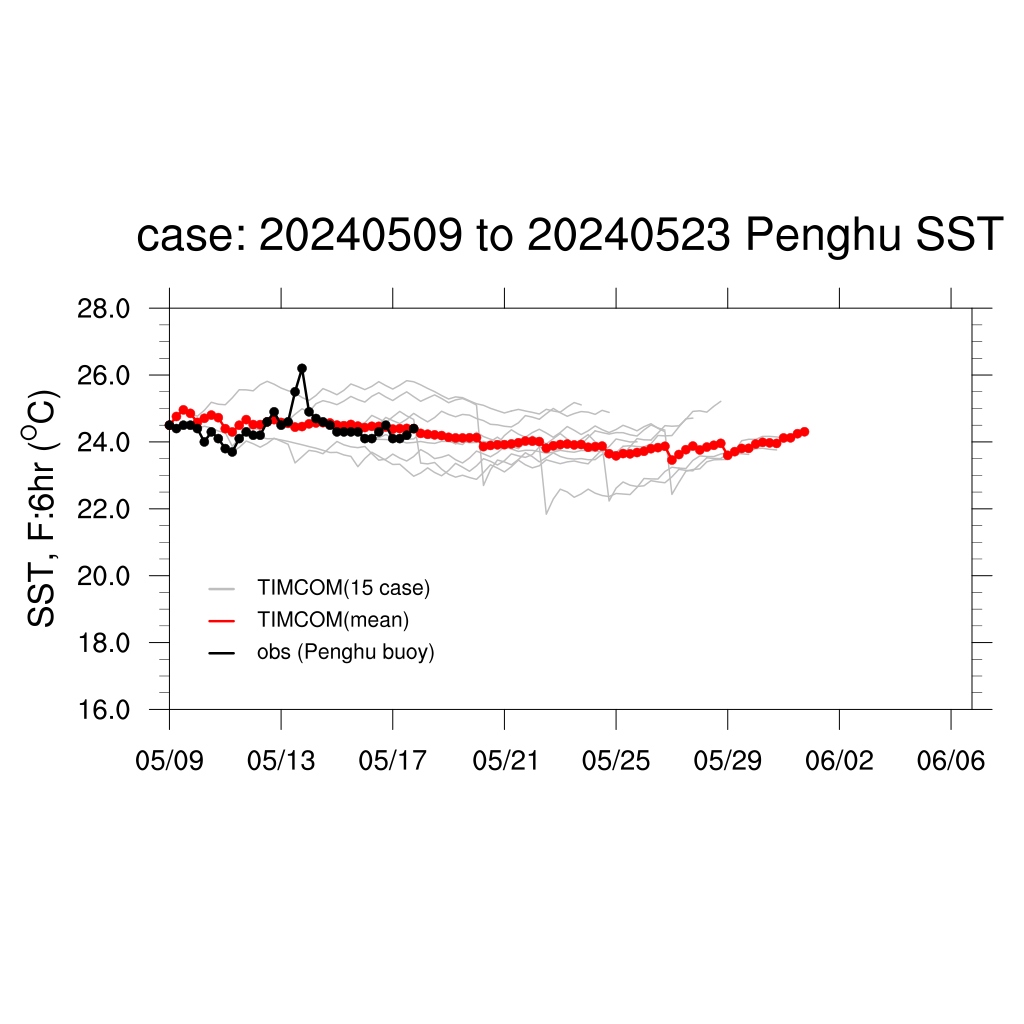 case: 20240509 to 20240523 Penghu SST
SST, F:6hr (°C)
28.0
26.0
24.0
22.0
20.0
18.0
16.0
TIMCOM(15 case)
TIMCOM(mean)
obs (Penghu buoy)
05/09 05/13 05/17 05/21 05/25 05/29 06/02 06/06